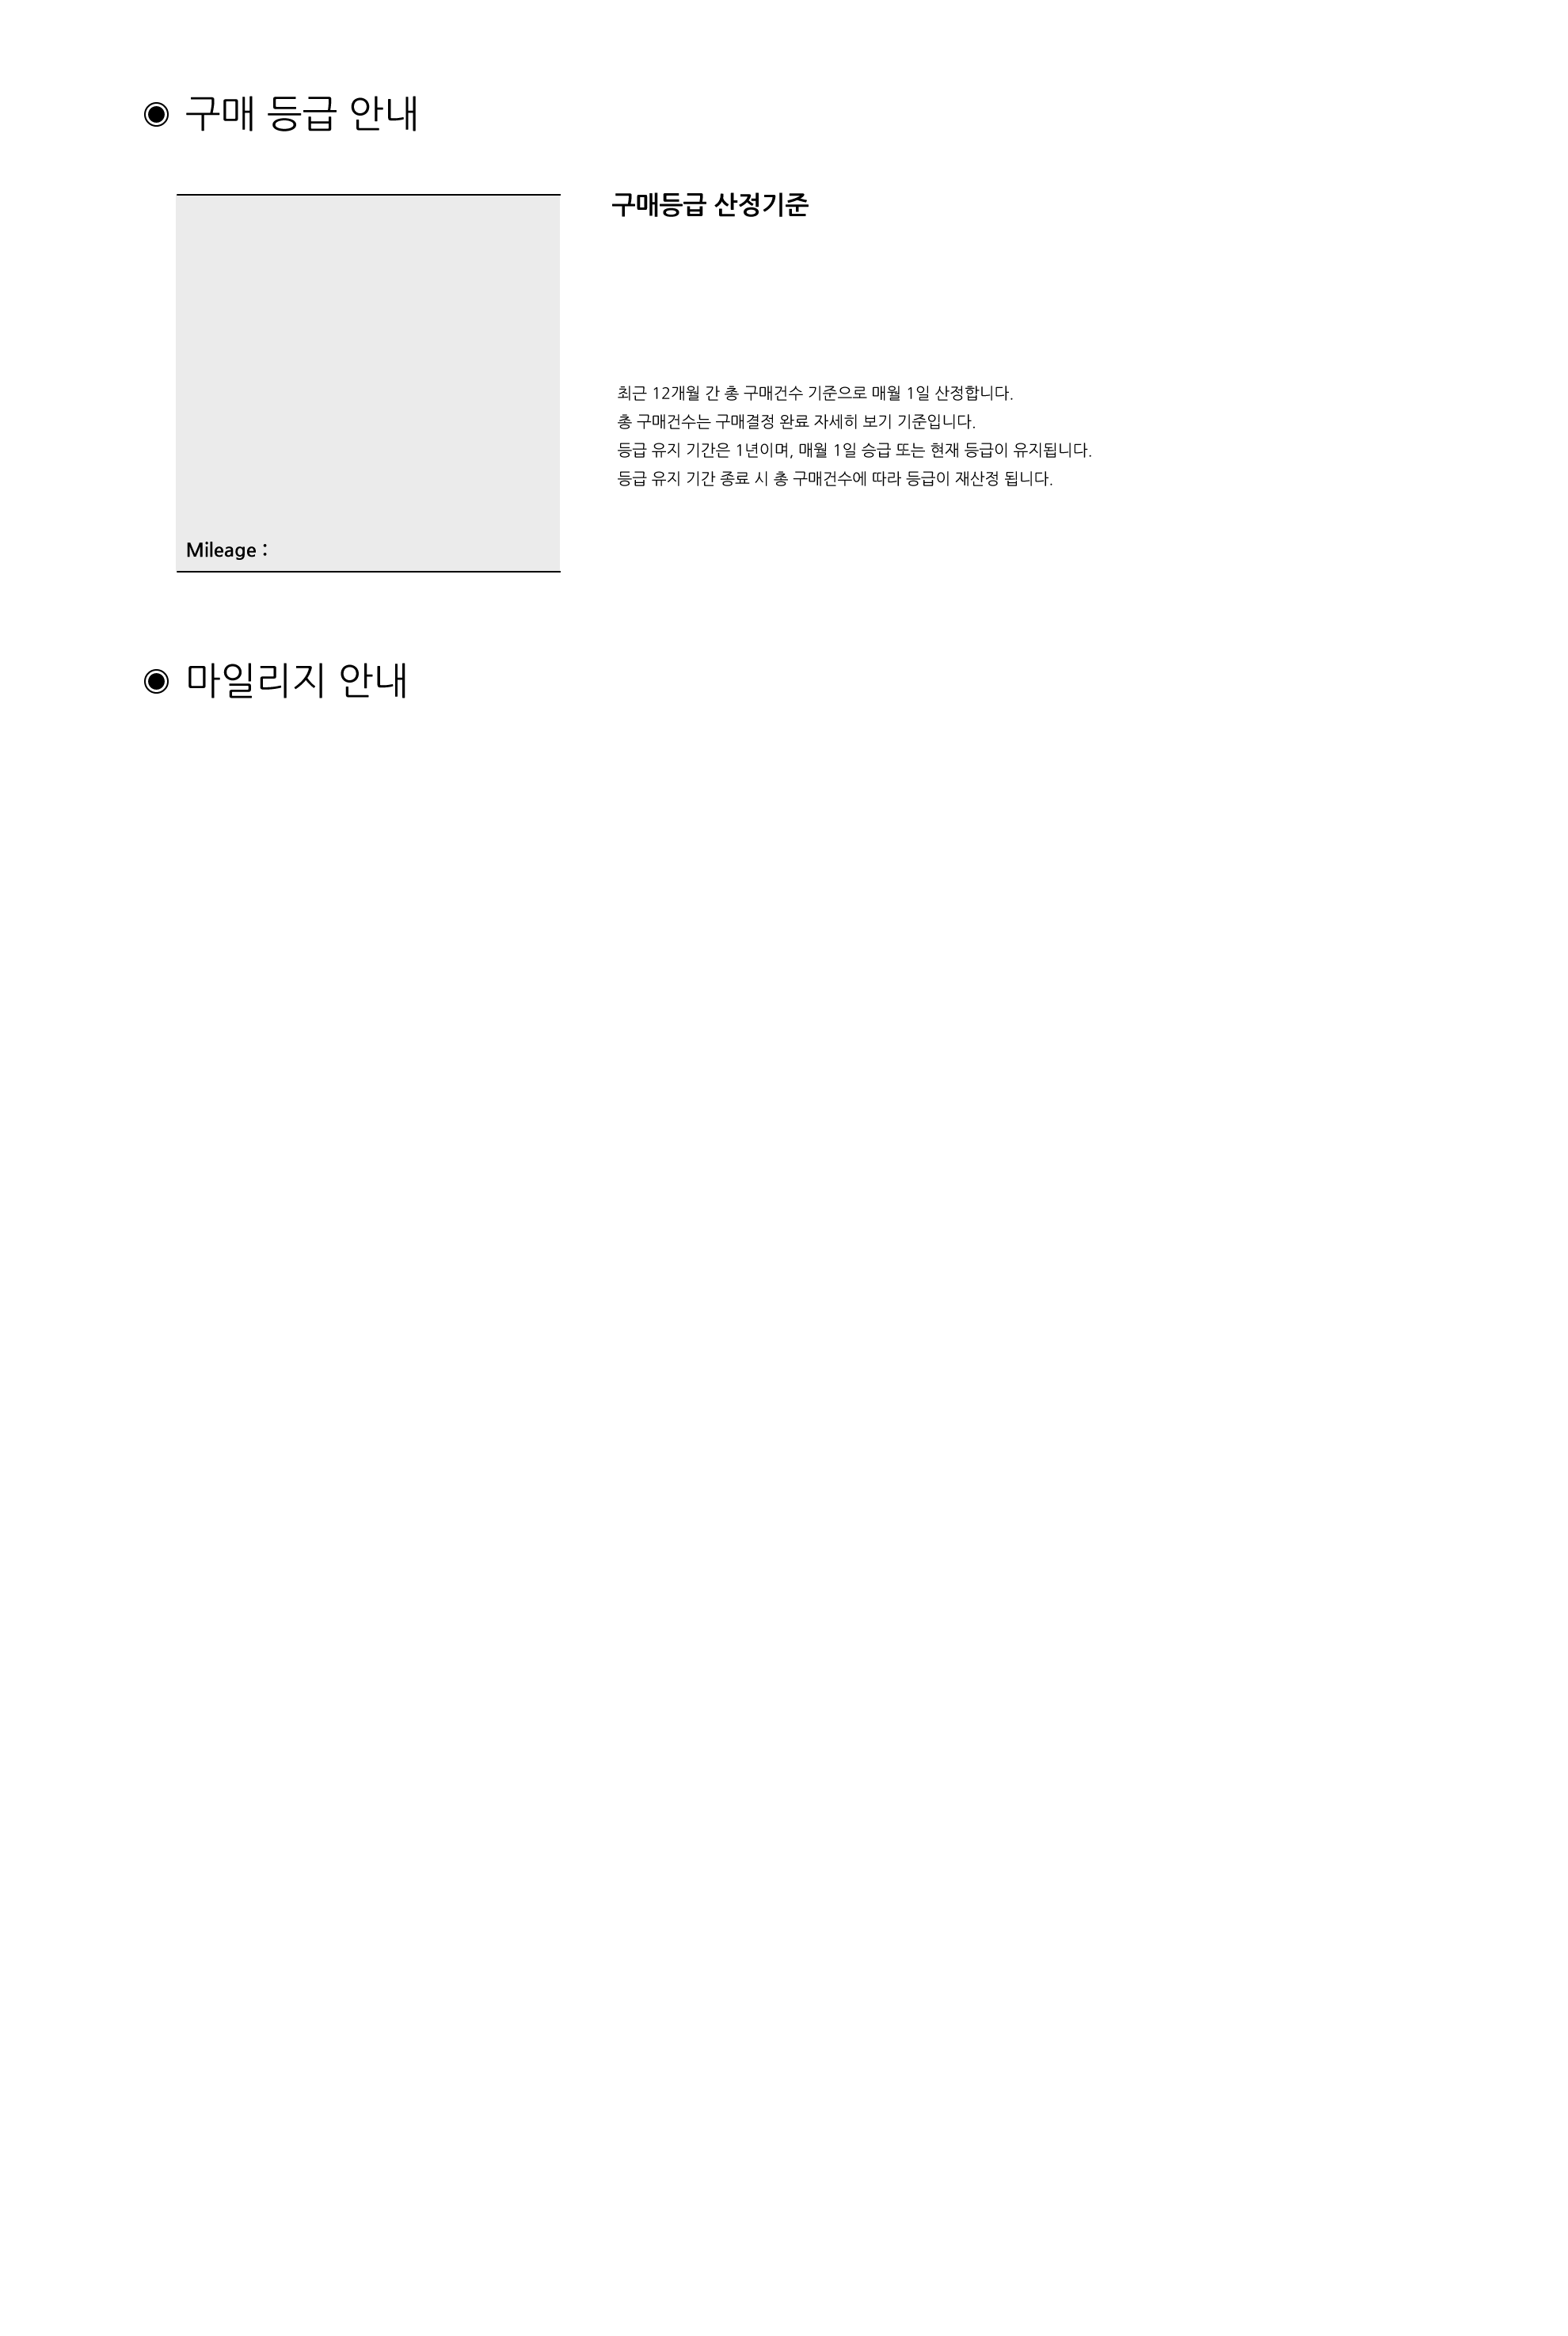 ◉ 구매 등급 안내
구매등급 산정기준
최근 12개월 간 총 구매건수 기준으로 매월 1일 산정합니다.
총 구매건수는 구매결정 완료 자세히 보기 기준입니다.
등급 유지 기간은 1년이며, 매월 1일 승급 또는 현재 등급이 유지됩니다.
등급 유지 기간 종료 시 총 구매건수에 따라 등급이 재산정 됩니다.
Mileage :
◉ 마일리지 안내